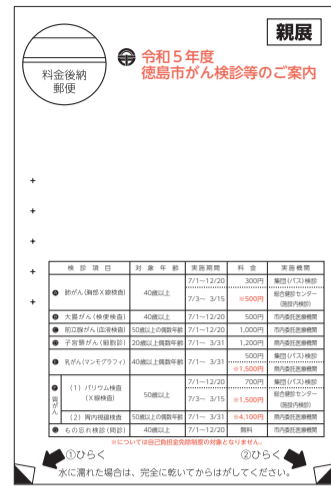 親展
料金後納
郵便
令和5年度
徳島市がん検診等のご案内
検診項目 対象年齢 実施期間 料金 実施機関
A 肺がん(胸部X線検査) 40歳以上 7/1~12/20 300円 集団(バス)検診
7/3~ 3/15 ※500円 総合健診センター(施設内検診)
B 大腸がん(検便検査) 40歳以上 7/1~12/20 500円 市内委託医療機関
C 前立腺がん(血液検査) 50歳以上の偶数年齢 7/1~12/20 1,000円 市内委託医療機関
D 子宮頸がん(細胞診) 20歳以上偶数年齢 7/1~ 3/31 1,200円 県内委託医療機関
E 乳がん(マンモグラフィ) 40歳以上偶数年齢 7/1~ 3/31 500円 集団(バス)検診
※1,500円 県内委託医療機関
F 胃がん (1) バリウム検査(X線検査) 50歳以上 7/1~12/20 700円 集団(バス)検診
7/3~ 3/15 ※1,500円 総合健診センター(施設内検診)
(2) 胃内視鏡検査 50歳以上の偶数年齢 7/1~ 3/31 ※4,100円 県内委託医療機関
G もの忘れ検診(問診) 40歳以上 7/1~12/20 無料 市内委託医療機関
※については自己負担金免除制度の対象となりません。
①ひらく ②ひらく
水に濡れた場合は、完全に乾いてからはがしてください。